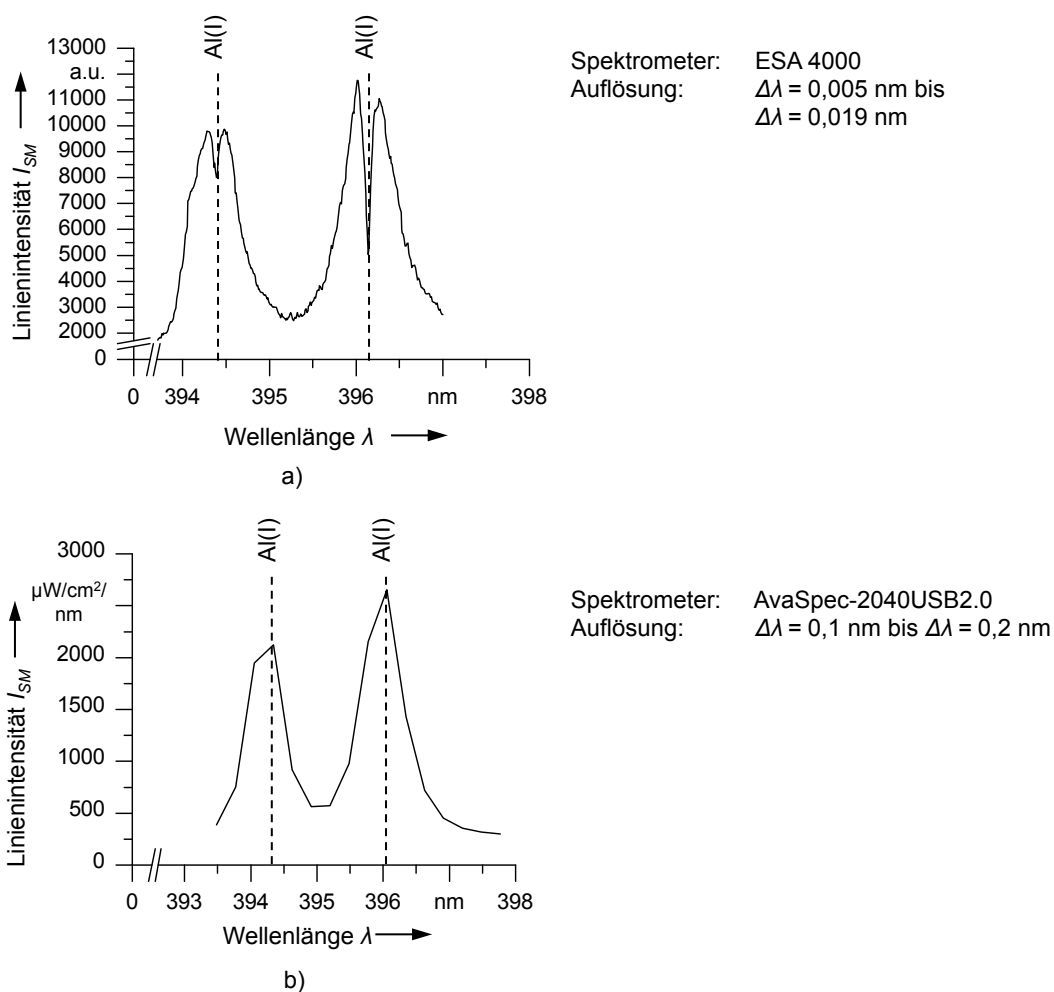 Al(I)
Al(I)
13000
a.u.
11000
10000
9000
8000
7000
6000
5000
4000
3000
2000
0
Linienintensität I_SM
0
394
395
396
nm
398
Wellenlänge λ
a)
Spektrometer: ESA 4000
Auflösung: Δλ = 0,005 nm bis
Δλ = 0,019 nm
Al(I)
Al(I)
3000
µW/cm²/
nm
2000
1500
1000
500
0
Linienintensität I_SM
0
393
394
395
396
nm
398
Wellenlänge λ
b)
Spektrometer: AvaSpec-2040USB2.0
Auflösung: Δλ = 0,1 nm bis Δλ = 0,2 nm